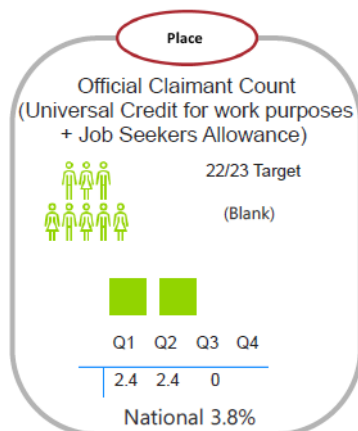 Place
Official Claimant Count
(Universal Credit for work purposes
+ Job Seekers Allowance)
22/23 Target
(Blank)
Q1 Q2 Q3 Q4
2.4 2.4 0
National 3.8%